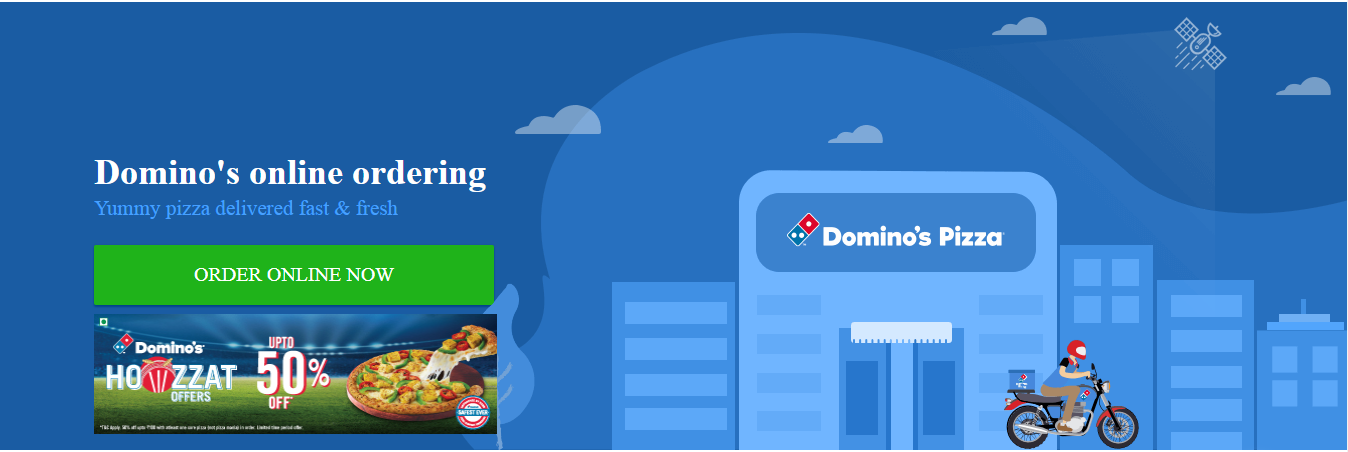 Domino's online ordering
Yummy pizza delivered fast & fresh
ORDER ONLINE NOW
Domino's
HOWZZAT
OFFERS
UPTO
50%
OFF*
SAFEST EVER
Domino's Pizza